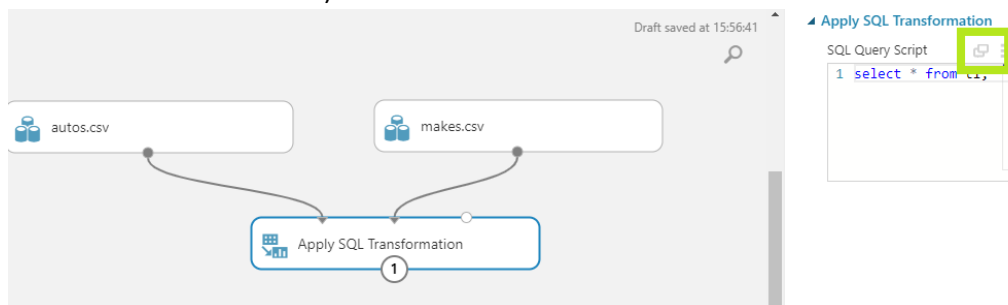 Draft saved at 15:56:41
autos.csv
makes.csv
Apply SQL Transformation
1
Apply SQL Transformation
SQL Query Script
1 select * from t1;